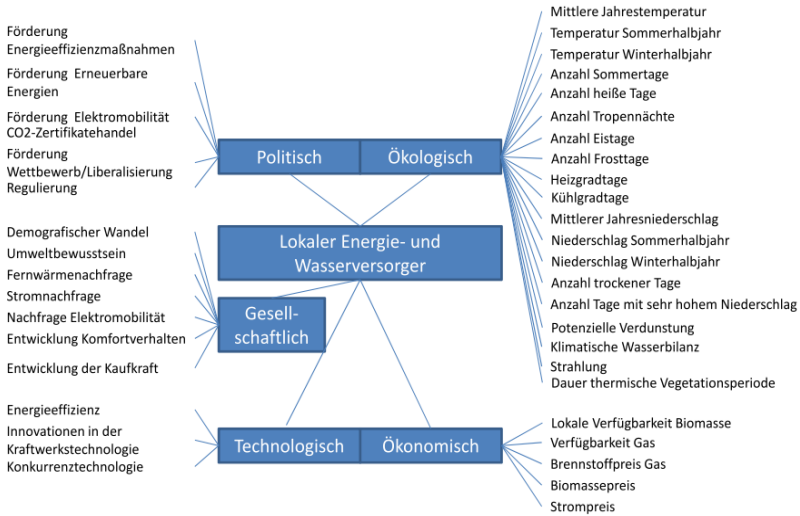 Förderung
Energieeffizienzmaßnahmen
Förderung Erneuerbare
Energien
Förderung Elektromobilität
CO2-Zertifikatehandel
Förderung
Wettbewerb/Liberalisierung
Regulierung
Politisch
Ökologisch
Mittlere Jahrestemperatur
Temperatur Sommerhalbjahr
Temperatur Winterhalbjahr
Anzahl Sommertage
Anzahl heiße Tage
Anzahl Tropennächte
Anzahl Eistage
Anzahl Frosttage
Heizgradtage
Kühlgradtage
Mittlerer Jahresniederschlag
Niederschlag Sommerhalbjahr
Niederschlag Winterhalbjahr
Anzahl trockener Tage
Anzahl Tage mit sehr hohem Niederschlag
Potenzielle Verdunstung
Klimatische Wasserbilanz
Strahlung
Dauer thermische Vegetationsperiode
Lokaler Energie- und
Wasserversorger
Demografischer Wandel
Umweltbewusstsein
Fernwärmenachfrage
Stromnachfrage
Nachfrage Elektromobilität
Entwicklung Komfortverhalten
Entwicklung der Kaufkraft
Gesell-
schaftlich
Energieeffizienz
Innovationen in der
Kraftwerkstechnologie
Konkurrenztechnologie
Technologisch
Ökonomisch
Lokale Verfügbarkeit Biomasse
Verfügbarkeit Gas
Brennstoffpreis Gas
Biomassepreis
Strompreis